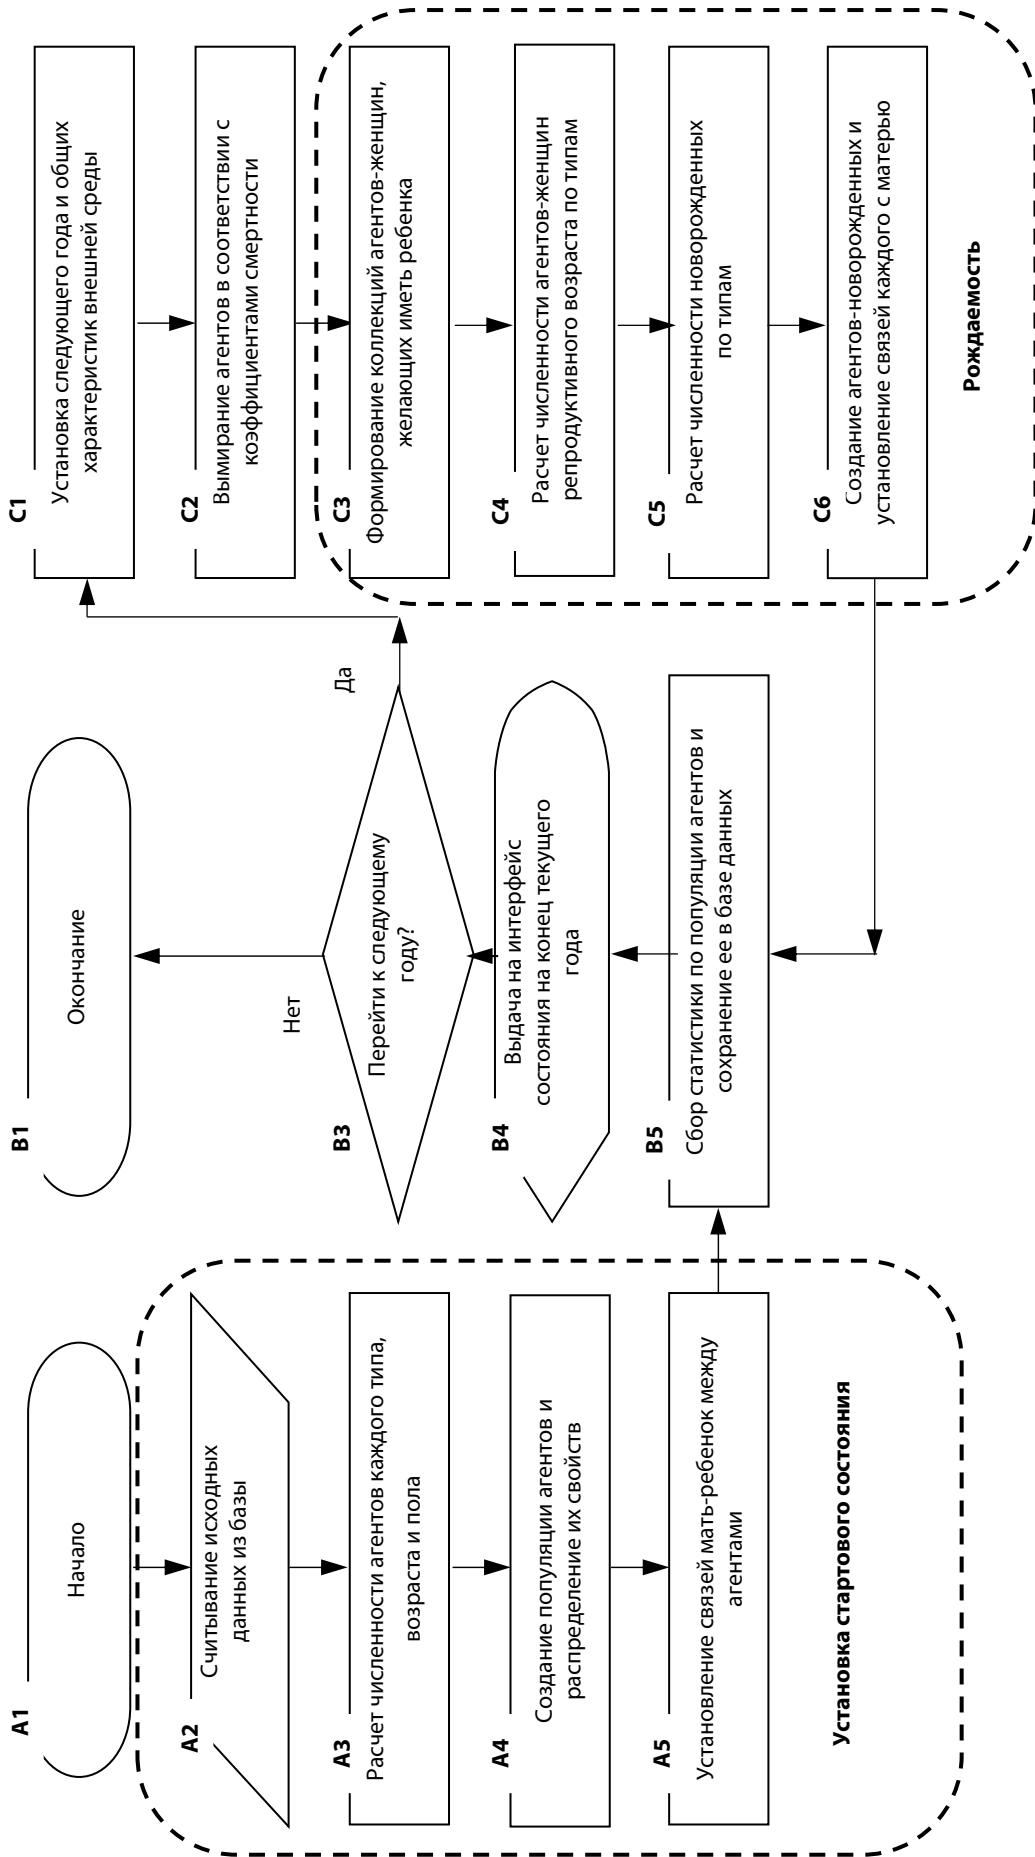 A1
Начало
A2
Считывание исходных
данных из базы
A3
Расчет численности агентов каждого типа,
возраста и пола
A4
Создание популяции агентов и
распределение их свойств
A5
Установление связей мать-ребенок между
агентами
Установка стартового состояния
B1
Окончание
Нет
B3
Перейти к следующему
году?
Да
B4
Выдача на интерфейс
состояния на конец текущего
года
B5
Сбор статистики по популяции агентов и
сохранение ее в базе данных
C1
Установка следующего года и общих
характеристик внешней среды
C2
Вымирание агентов в соответствии с
коэффициентами смертности
C3
Формирование коллекций агентов-женщин,
желающих иметь ребенка
C4
Расчет численности агентов-женщин
репродуктивного возраста по типам
C5
Расчет численности новорожденных
по типам
C6
Создание агентов-новорожденных и
установление связей каждого с матерью
Рождаемость